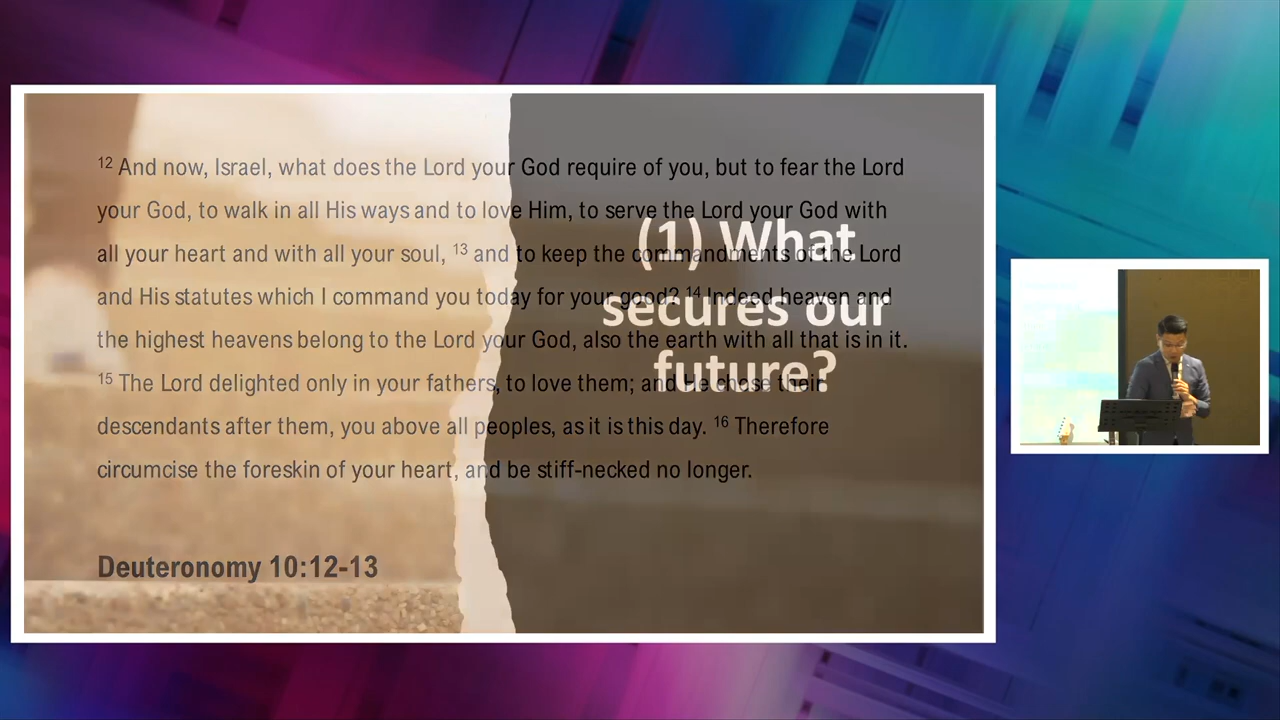 12 And now, Israel, what does the Lord your God require of you, but to fear the Lord
your God, to walk in all His ways and to love Him, to serve the Lord your God with
all your heart and with all your soul, 13 and to keep the commandments of the Lord
and His statutes which I command you today for your good? 14 Indeed heaven and
the highest heavens belong to the Lord your God, also the earth with all that is in it.
15 The Lord delighted only in your fathers, to love them; and He chose their
descendants after them, you above all peoples, as it is this day. 16 Therefore
circumcise the foreskin of your heart, and be stiff-necked no longer.
Deuteronomy 10:12-13
(1) What
secures our
future?